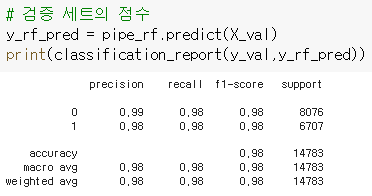 # 검증 세트의 점수
y_rf_pred = pipe_rf.predict(X_val)
print(classification_report(y_val,y_rf_pred))
precision recall f1-score support
0 0.99 0.98 0.98 8076
1 0.98 0.98 0.98 6707
accuracy 0.98 14783
macro avg 0.98 0.98 0.98 14783
weighted avg 0.98 0.98 0.98 14783